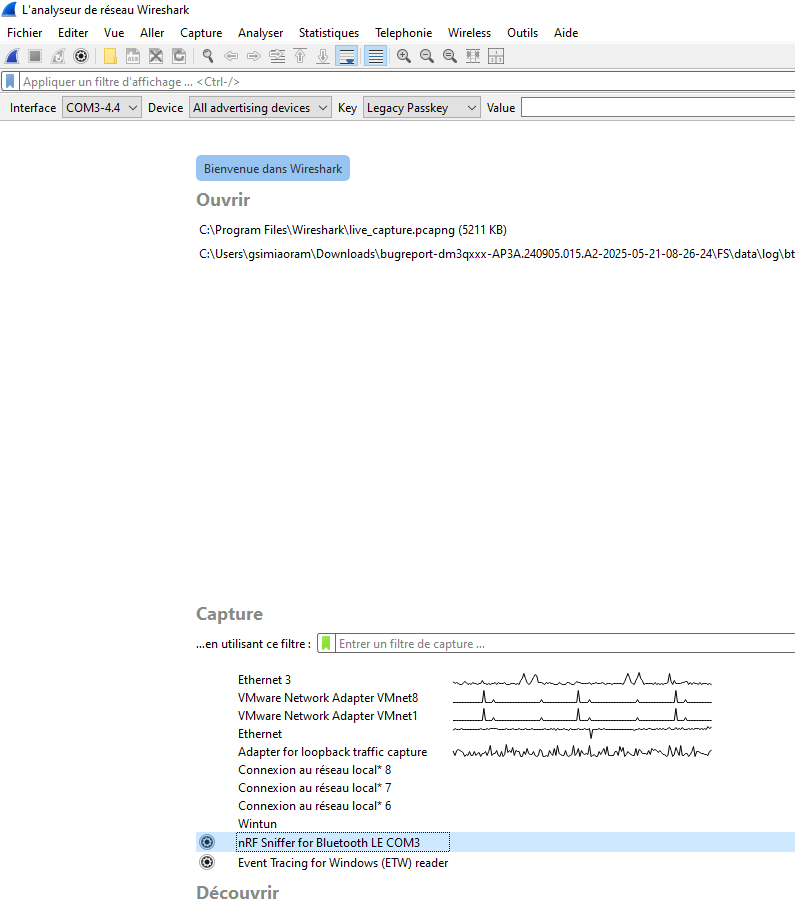 L'analyseur de réseau Wireshark
Fichier Editer Vue Aller Capture Analyser Statistiques Telephonie Wireless Outils Aide
Appliquer un filtre d'affichage ... <Ctrl-/>
Interface COM3-4.4 Device All advertising devices Key Legacy Passkey Value
Bienvenue dans Wireshark
Ouvrir
C:\Program Files\Wireshark\live_capture.pcapng (5211 KB)
C:\Users\gsimiaoram\Downloads\bugreport-dm3qxxx-AP3A.240905.015.A2-2025-05-21-08-26-24\FS\data\log\bt
Capture
...en utilisant ce filtre : Entrer un filtre de capture ...
Ethernet 3
VMware Network Adapter VMnet8
VMware Network Adapter VMnet1
Ethernet
Adapter for loopback traffic capture
Connexion au réseau local* 8
Connexion au réseau local* 7
Connexion au réseau local* 6
Wintun
nRF Sniffer for Bluetooth LE COM3
Event Tracing for Windows (ETW) reader
Découvrir